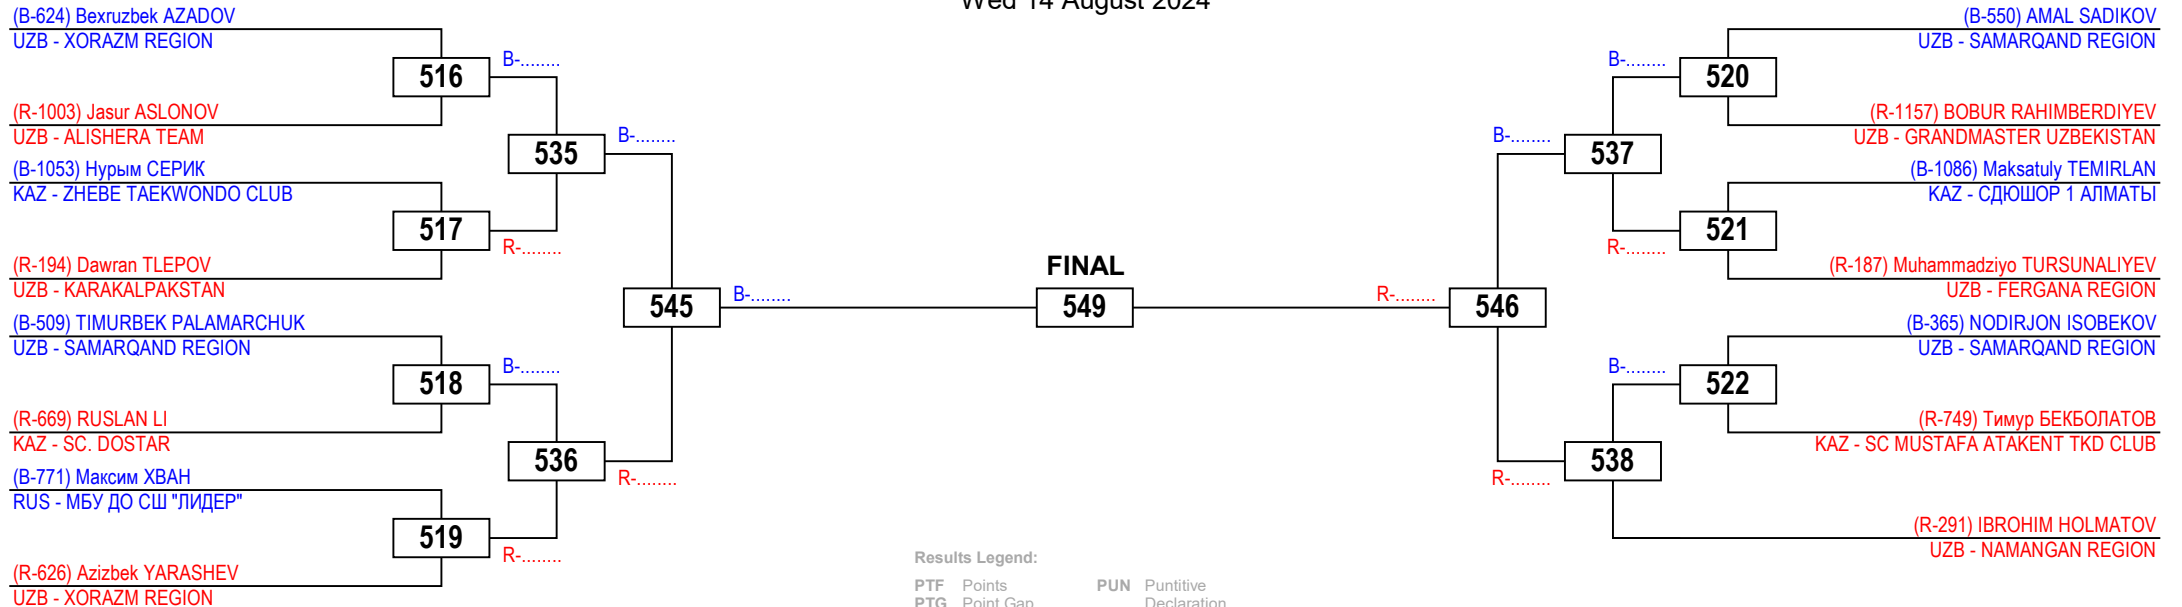 Wed 14 August 2024
(B-624) Bexruzbek AZADOV
UZB - XORAZM REGION
516
B-........
(R-1003) Jasur ASLONOV
UZB - ALISHERA TEAM
535
B-........
(B-1053) Нурым СЕРИК
KAZ - ZHEBE TAEKWONDO CLUB
517
R-........
(R-194) Dawran TLEPOV
UZB - KARAKALPAKSTAN
545
B-........
(B-509) TIMURBEK PALAMARCHUK
UZB - SAMARQAND REGION
518
B-........
(R-669) RUSLAN LI
KAZ - SC. DOSTAR
536
R-........
(B-771) Максим ХВАН
RUS - МБУ ДО СШ "ЛИДЕР"
519
R-........
(R-626) Azizbek YARASHEV
UZB - XORAZM REGION
FINAL
549
(B-550) AMAL SADIKOV
UZB - SAMARQAND REGION
B-........
520
(R-1157) BOBUR RAHIMBERDIYEV
UZB - GRANDMASTER UZBEKISTAN
B-........
537
(B-1086) Maksatuly TEMIRLAN
KAZ - СДЮШОР 1 АЛМАТЫ
521
R-........
(R-187) Muhammadziyo TURSUNALIYEV
UZB - FERGANA REGION
R-........
546
(B-365) NODIRJON ISOBEKOV
UZB - SAMARQAND REGION
B-........
522
(R-749) Тимур БЕКБОЛАТОВ
KAZ - SC MUSTAFA ATAKENT TKD CLUB
538
R-........
(R-291) IBROHIM HOLMATOV
UZB - NAMANGAN REGION
Results Legend:
PTF Points PUN Puntitive
PTG Point Gap Declaration